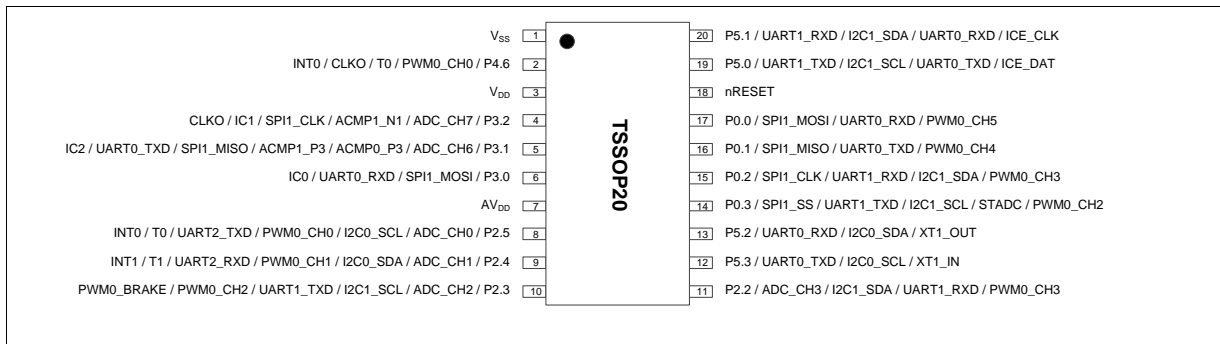 V_SS 1
INT0 / CLKO / T0 / PWM0_CH0 / P4.6 2
V_DD 3
CLKO / IC1 / SPI1_CLK / ACMP1_N1 / ADC_CH7 / P3.2 4
IC2 / UART0_TXD / SPI1_MISO / ACMP1_P3 / ACMP0_P3 / ADC_CH6 / P3.1 5
IC0 / UART0_RXD / SPI1_MOSI / P3.0 6
AV_DD 7
INT0 / T0 / UART2_TXD / PWM0_CH0 / I2C0_SCL / ADC_CH0 / P2.5 8
INT1 / T1 / UART2_RXD / PWM0_CH1 / I2C0_SDA / ADC_CH1 / P2.4 9
PWM0_BRAKE / PWM0_CH2 / UART1_TXD / I2C1_SCL / ADC_CH2 / P2.3 10
TSSOP20
20 P5.1 / UART1_RXD / I2C1_SDA / UART0_RXD / ICE_CLK
19 P5.0 / UART1_TXD / I2C1_SCL / UART0_TXD / ICE_DAT
18 nRESET
17 P0.0 / SPI1_MOSI / UART0_RXD / PWM0_CH5
16 P0.1 / SPI1_MISO / UART0_TXD / PWM0_CH4
15 P0.2 / SPI1_CLK / UART1_RXD / I2C1_SDA / PWM0_CH3
14 P0.3 / SPI1_SS / UART1_TXD / I2C1_SCL / STADC / PWM0_CH2
13 P5.2 / UART0_RXD / I2C0_SDA / XT1_OUT
12 P5.3 / UART0_TXD / I2C0_SCL / XT1_IN
11 P2.2 / ADC_CH3 / I2C1_SDA / UART1_RXD / PWM0_CH3